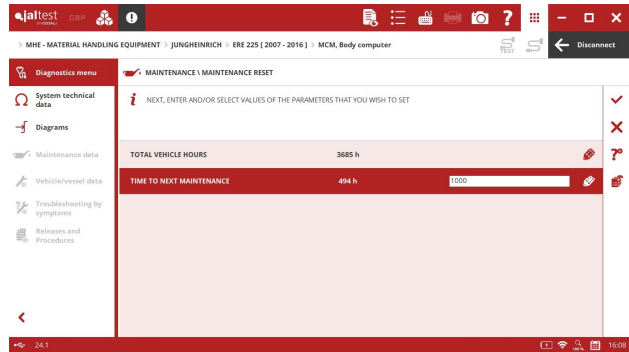 jaltest GRP
BY COJALI
> MHE - MATERIAL HANDLING EQUIPMENT > JUNGHEINRICH > ERE 225 [ 2007 - 2016 ] > MCM, Body computer
TEST
Disconnect
Diagnostics menu
MAINTENANCE \ MAINTENANCE RESET
System technical
data
i NEXT, ENTER AND/OR SELECT VALUES OF THE PARAMETERS THAT YOU WISH TO SET
Diagrams
Maintenance data
TOTAL VEHICLE HOURS 3685 h
Vehicle/vessel data
TIME TO NEXT MAINTENANCE 494 h 1000
Troubleshooting by
symptoms
Releases and
Procedures
24.1
100 %
16:08